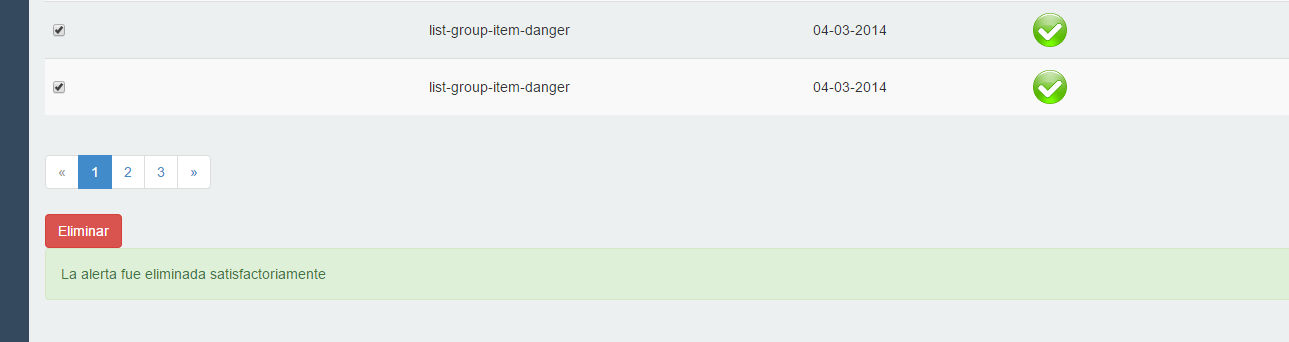 list-group-item-danger 04-03-2014
list-group-item-danger 04-03-2014
« 1 2 3 »
Eliminar
La alerta fue eliminada satisfactoriamente